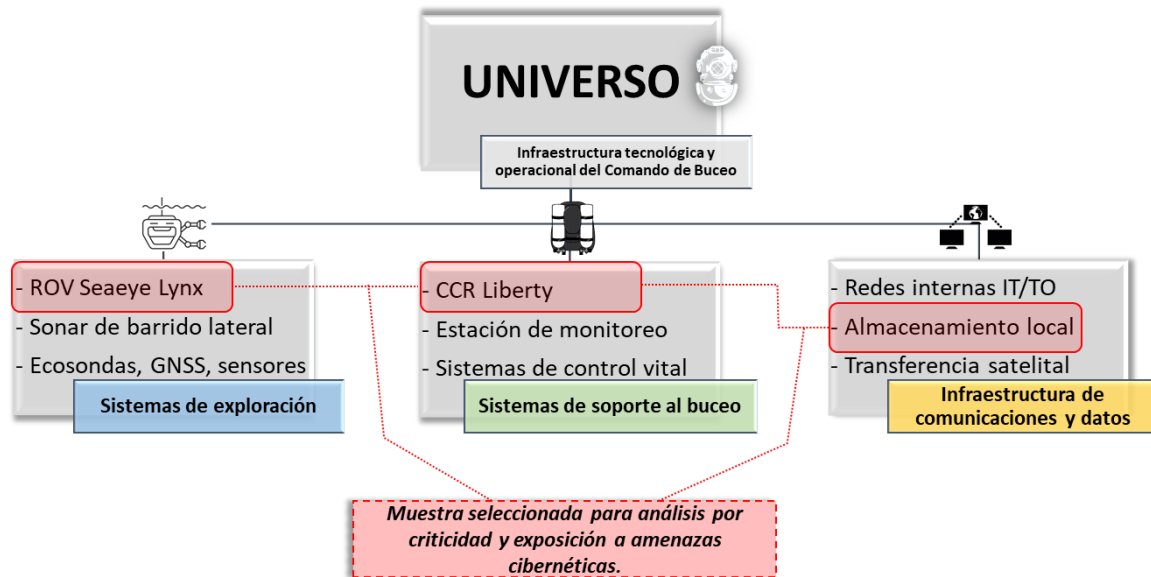 UNIVERSO
Infraestructura tecnológica y
operacional del Comando de Buceo
- ROV Seaeye Lynx
- Sonar de barrido lateral
- Ecosondas, GNSS, sensores
Sistemas de exploración
- CCR Liberty
- Estación de monitoreo
- Sistemas de control vital
Sistemas de soporte al buceo
- Redes internas IT/TO
- Almacenamiento local
- Transferencia satelital
Infraestructura de
comunicaciones y datos
Muestra seleccionada para análisis por
criticidad y exposición a amenazas
cibernéticas.